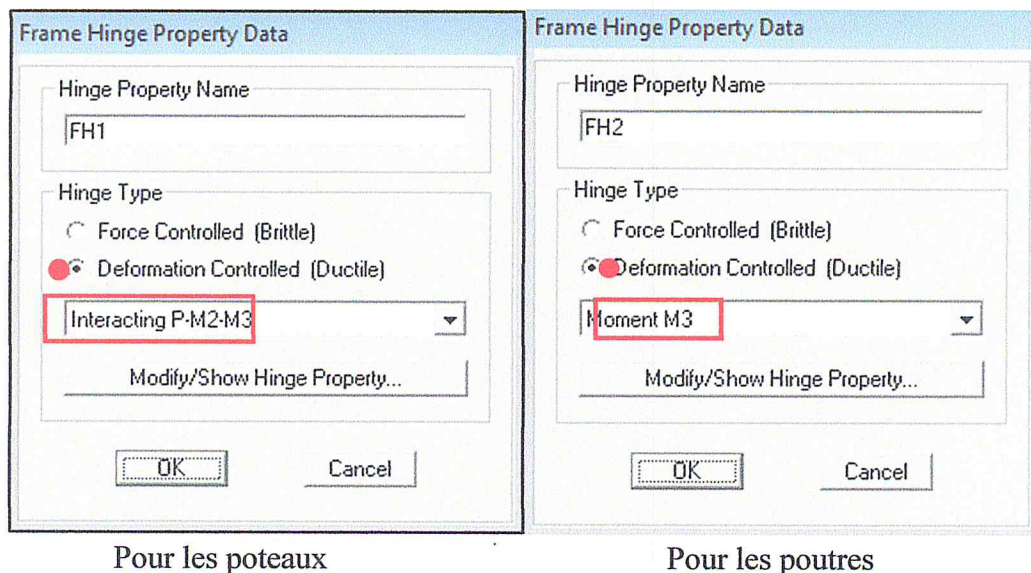 Frame Hinge Property Data
Hinge Property Name
FH1
Hinge Type
Force Controlled (Brittle)
Deformation Controlled (Ductile)
Interacting P-M2-M3
Modify/Show Hinge Property...
OK
Cancel
Pour les poteaux
Frame Hinge Property Data
Hinge Property Name
FH2
Hinge Type
Force Controlled (Brittle)
Deformation Controlled (Ductile)
Moment M3
Modify/Show Hinge Property...
OK
Cancel
Pour les poutres